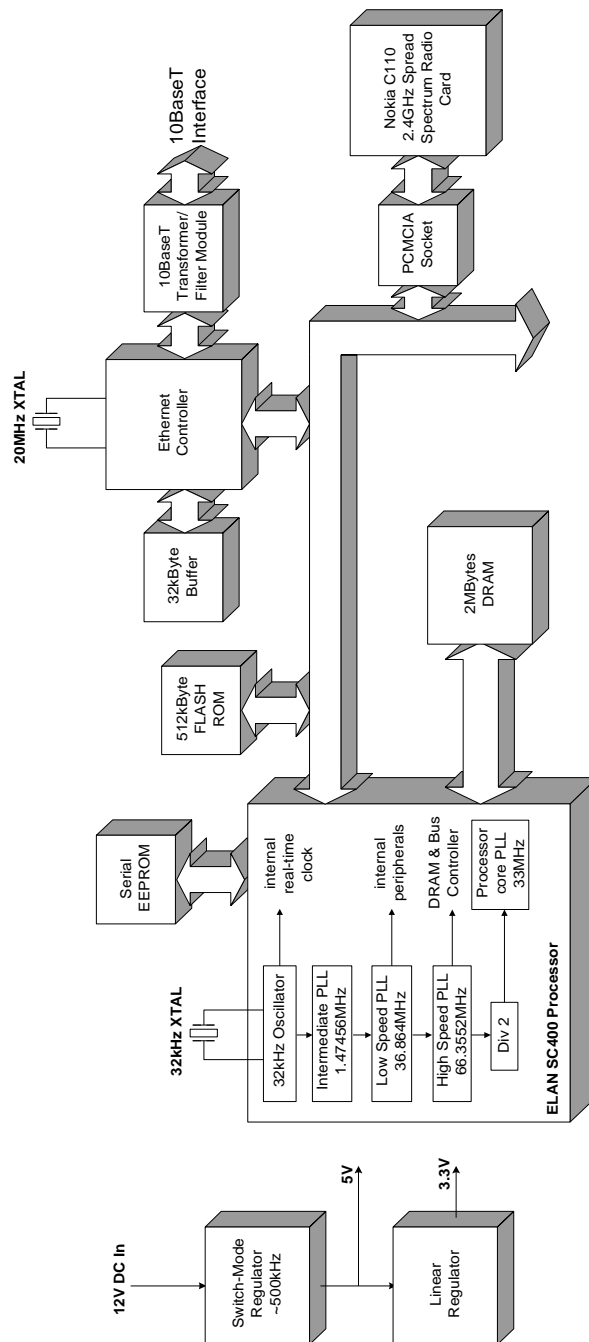 12V DC In
Switch-Mode
Regulator
~500kHz
5V
Linear
Regulator
3.3V
32kHz XTAL
32kHz Oscillator
internal
real-time
clock
Intermediate PLL
1.47456MHz
Low Speed PLL
36.864MHz
internal
peripherals
High Speed PLL
66.3552MHz
DRAM & Bus
Controller
Div 2
Processor
core PLL
33MHz
ELAN SC400 Processor
Serial
EEPROM
512kByte
FLASH
ROM
2MBytes
DRAM
32kByte
Buffer
20MHz XTAL
Ethernet
Controller
10BaseT
Transformer/
Filter Module
10BaseT
Interface
PCMCIA
Socket
Nokia C110
2.4GHz Spread
Spectrum Radio
Card